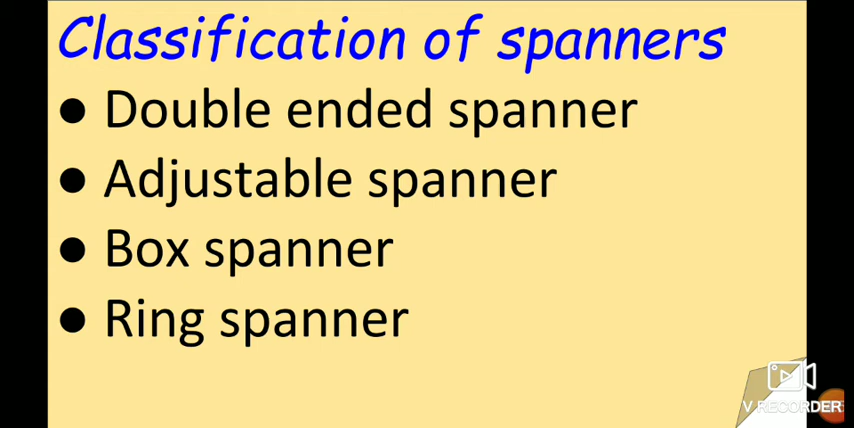 Classification of spanners
● Double ended spanner
● Adjustable spanner
● Box spanner
● Ring spanner
V RECORDER